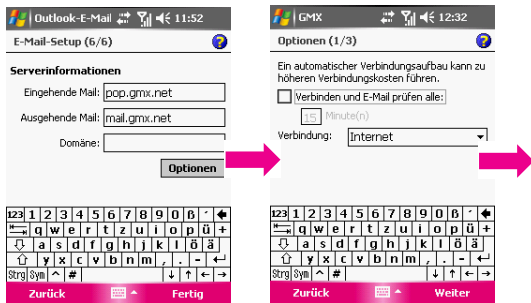 Outlook-E-Mail 11:52
E-Mail-Setup (6/6)
Serverinformationen
Eingehende Mail: pop.gmx.net
Ausgehende Mail: mail.gmx.net
Domäne:
Optionen
123 1 2 3 4 5 6 7 8 9 0 ß ´
q w e r t z u i o p ü +
a s d f g h j k l ö ä
y x c v b n m , . -
Strg Sym ^ #
Zurück Fertig
GMX 12:32
Optionen (1/3)
Ein automatischer Verbindungsaufbau kann zu
höheren Verbindungskosten führen.
Verbinden und E-Mail prüfen alle:
15 Minute(n)
Verbindung: Internet
123 1 2 3 4 5 6 7 8 9 0 ß ´
q w e r t z u i o p ü +
a s d f g h j k l ö ä
y x c v b n m , . -
Strg Sym ^ #
Zurück Weiter